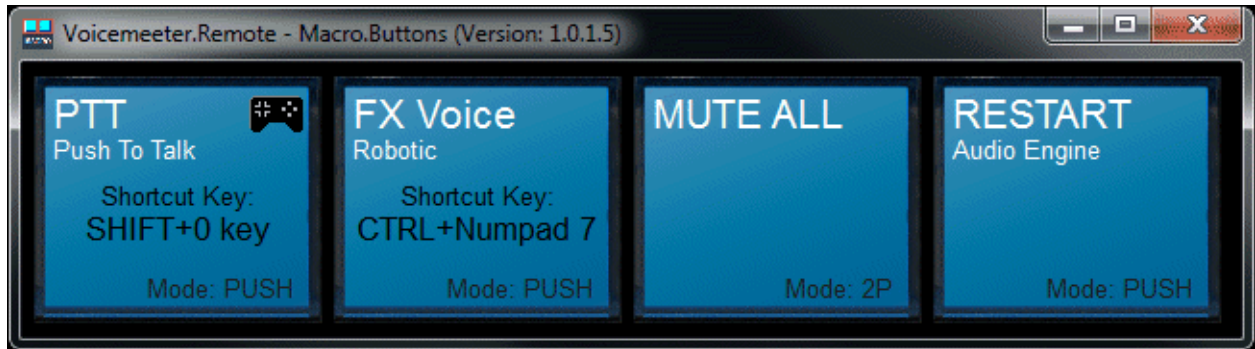 Voicemeeter.Remote - Macro.Buttons (Version: 1.0.1.5)
PTT
Push To Talk
Shortcut Key:
SHIFT+0 key
Mode: PUSH
FX Voice
Robotic
Shortcut Key:
CTRL+Numpad 7
Mode: PUSH
MUTE ALL
Mode: 2P
RESTART
Audio Engine
Mode: PUSH